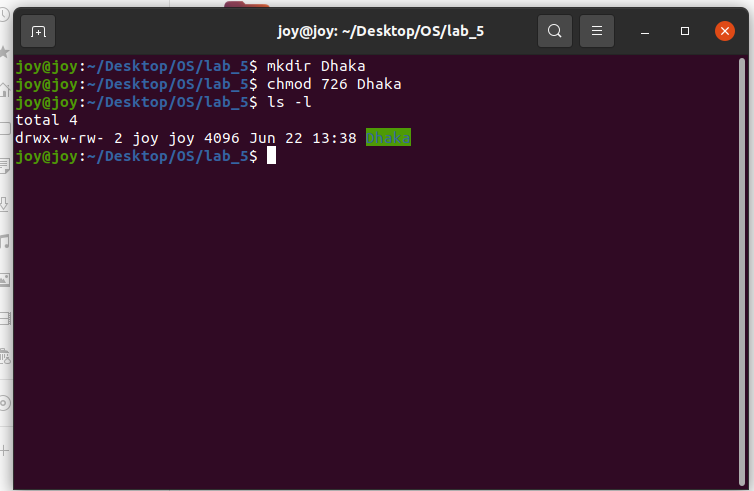 joy@joy: ~/Desktop/OS/lab_5
joy@joy:~/Desktop/OS/lab_5$ mkdir Dhaka
joy@joy:~/Desktop/OS/lab_5$ chmod 726 Dhaka
joy@joy:~/Desktop/OS/lab_5$ ls -l
total 4
drwx-w-rw- 2 joy joy 4096 Jun 22 13:38 Dhaka
joy@joy:~/Desktop/OS/lab_5$